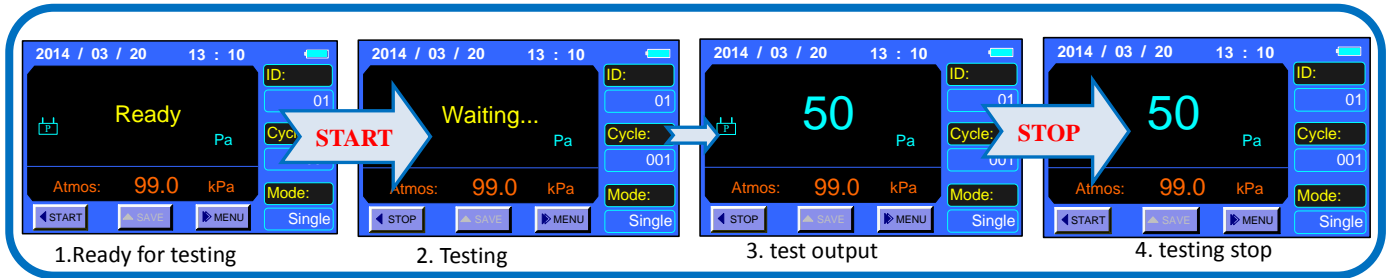 2014 / 03 / 20 13 : 10
ID:
01
Ready
P
Pa
Cycle:
001
Atmos: 99.0 kPa
Mode:
Single
START SAVE MENU
1.Ready for testing
START
2014 / 03 / 20 13 : 10
ID:
01
Waiting...
Pa
Cycle:
001
Atmos: 99.0 kPa
Mode:
Single
STOP SAVE MENU
2. Testing
2014 / 03 / 20 13 : 10
ID:
01
50
P
Pa
Cycle:
001
Atmos: 99.0 kPa
Mode:
Single
STOP SAVE MENU
3. test output
STOP
2014 / 03 / 20 13 : 10
ID:
01
50
Pa
Cycle:
001
Atmos: 99.0 kPa
Mode:
Single
START SAVE MENU
4. testing stop